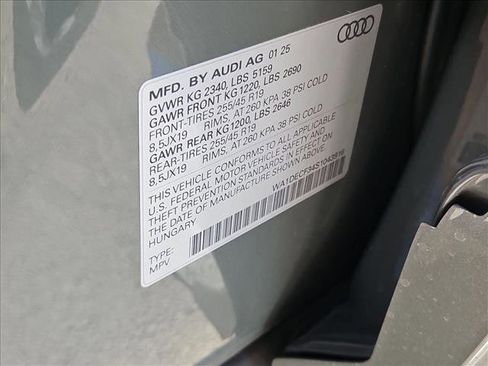 MFD. BY AUDI AG 01 25
GVWR KG 2340, LBS 5159
GAWR FRONT KG1220, LBS 2690
FRONT-TIRES 255/45 R19
8,5JX19 RIMS, AT 260 KPA 38 PSI COLD
GAWR REAR KG1200, LBS 2646
REAR-TIRES 255/45 R19
8,5JX19 RIMS, AT 260 KPA 38 PSI COLD
THIS VEHICLE CONFORMS TO ALL APPLICABLE
U.S. FEDERAL MOTOR VEHICLE SAFETY AND
THEFT PREVENTION STANDARDS IN EFFECT ON
THE DATE OF MANUFACTURE SHOWN ABOVE.
HUNGARY
TYPE:
MPV